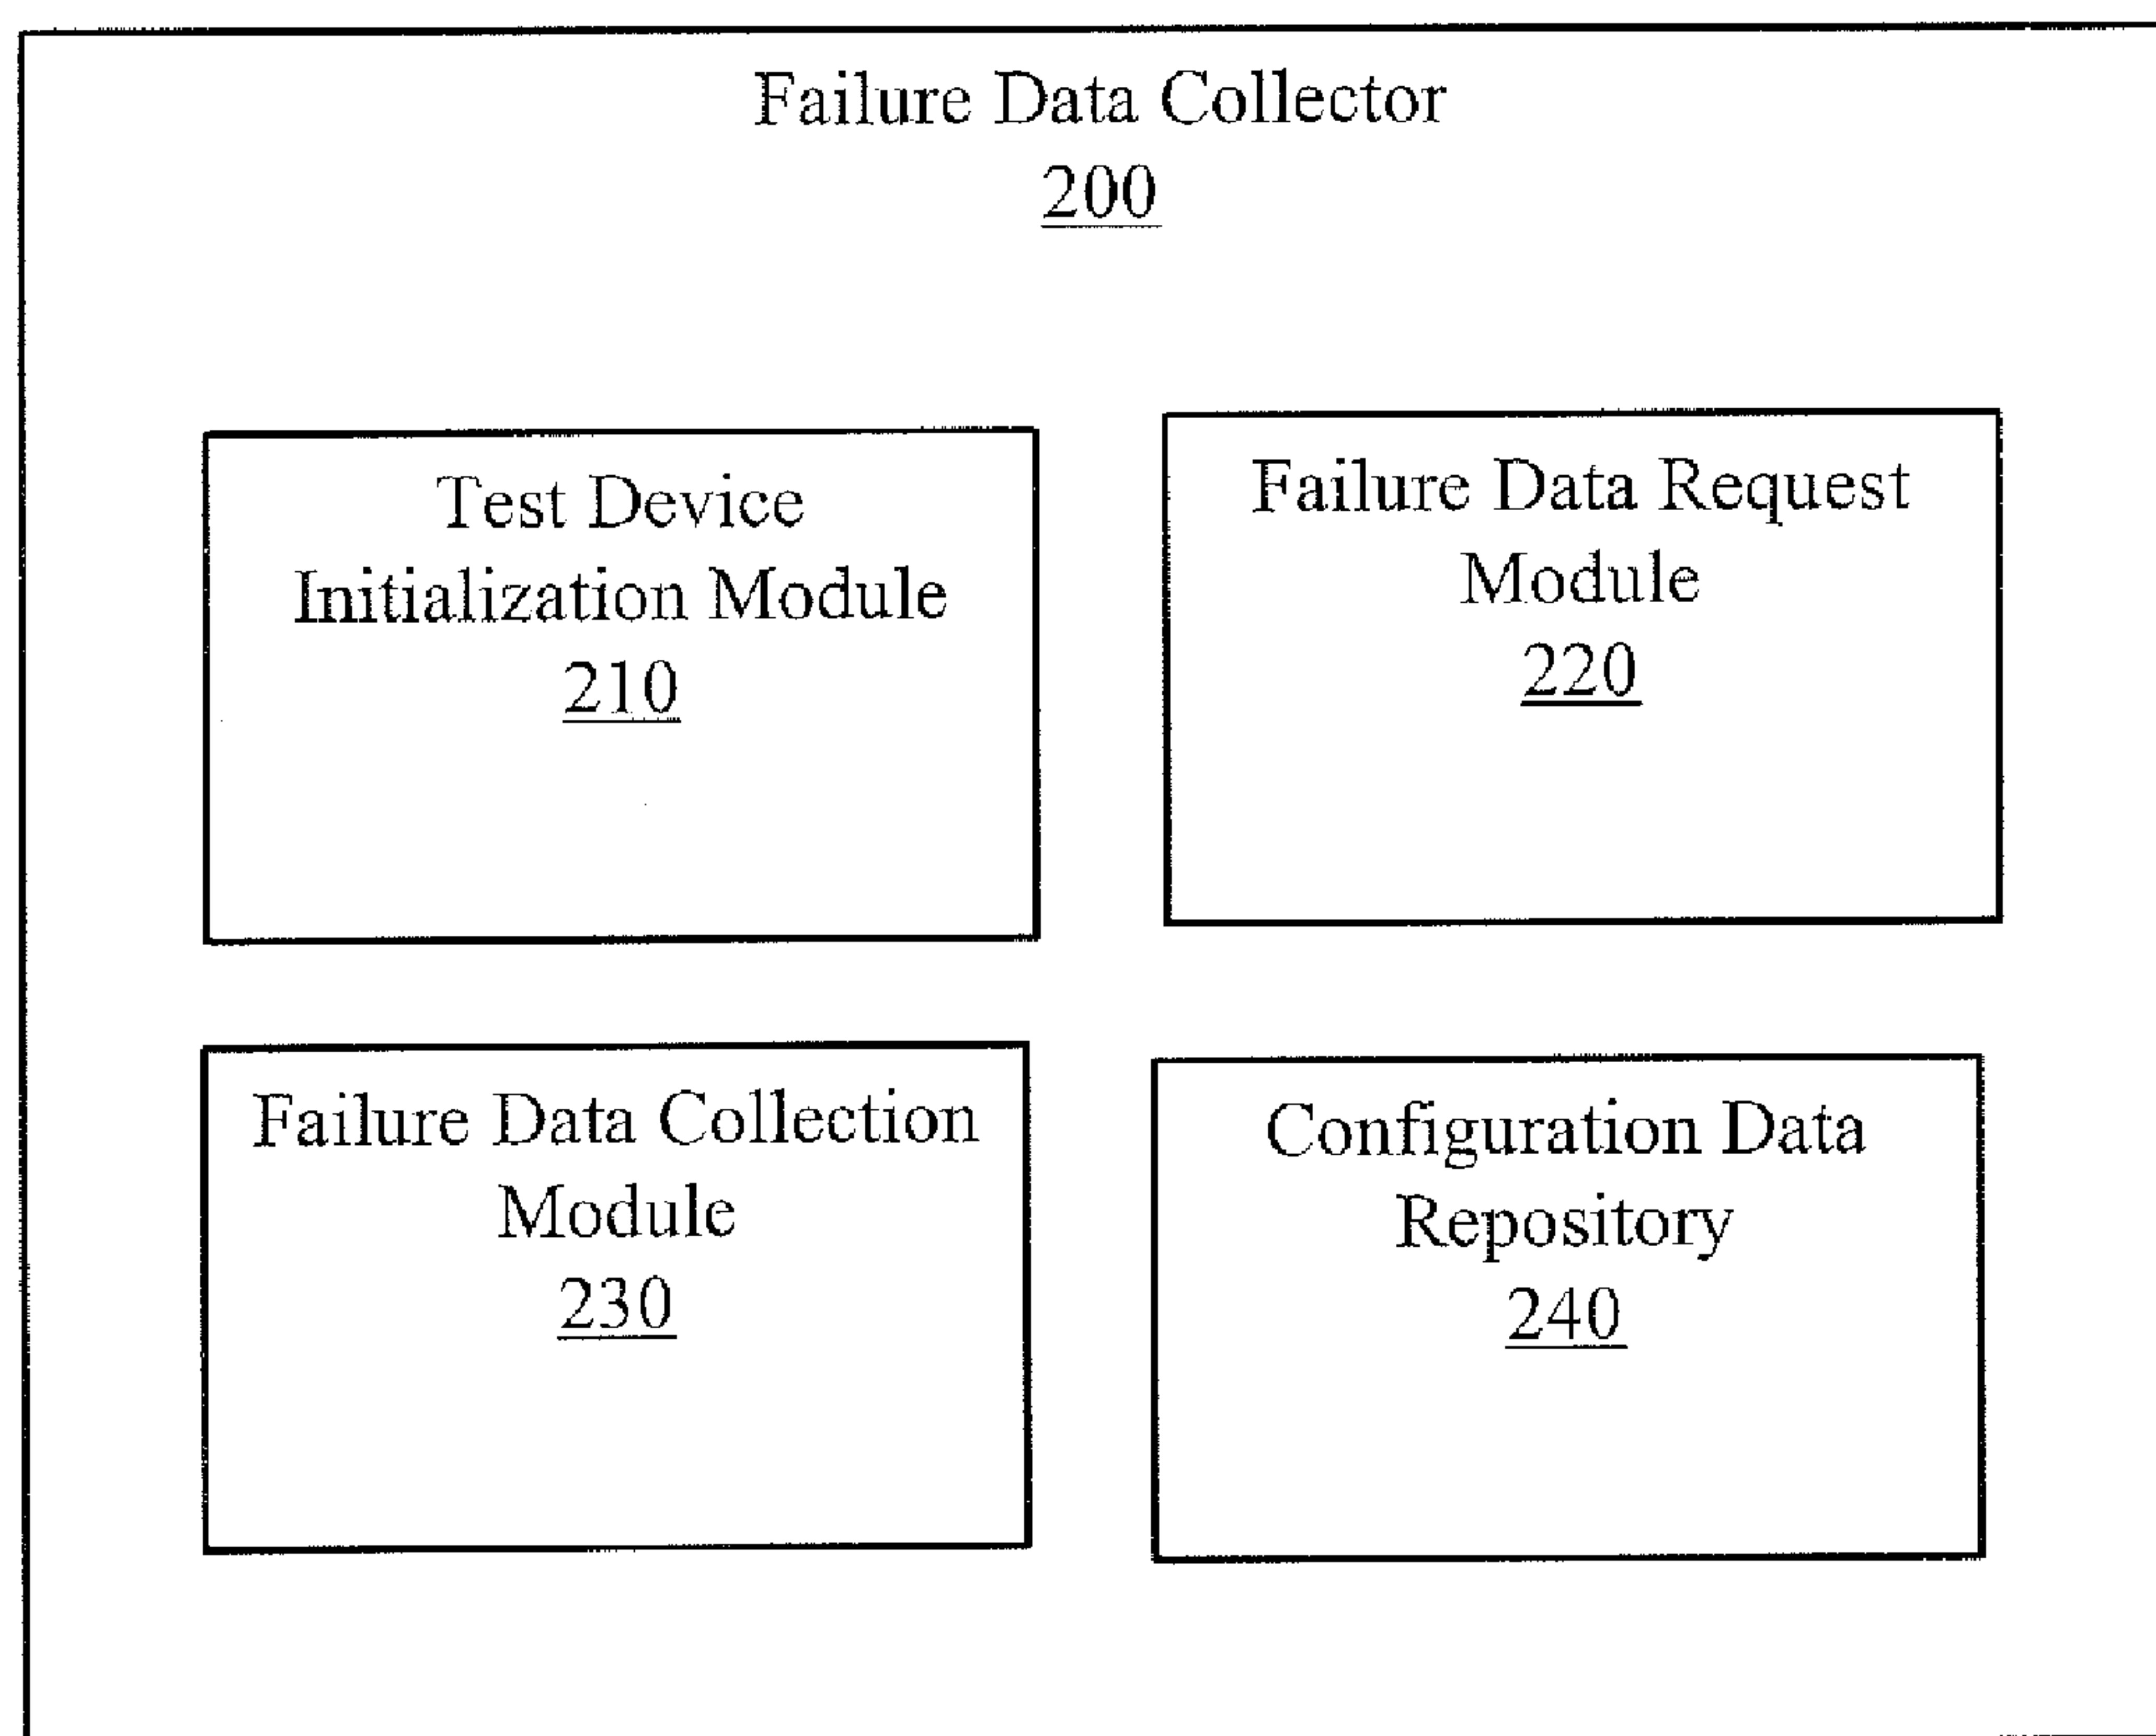 Failure Data Collector
200
Test Device
Initialization Module
210
Failure Data Request
Module
220
Failure Data Collection
Module
230
Configuration Data
Repository
240